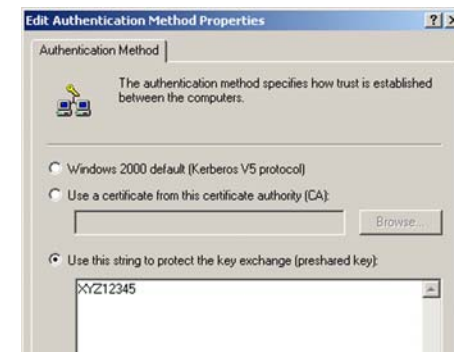 Edit Authentication Method Properties
Authentication Method
The authentication method specifies how trust is established
between the computers.
Windows 2000 default (Kerberos V5 protocol)
Use a certificate from this certificate authority (CA):
Browse...
Use this string to protect the key exchange (preshared key):
XYZ12345